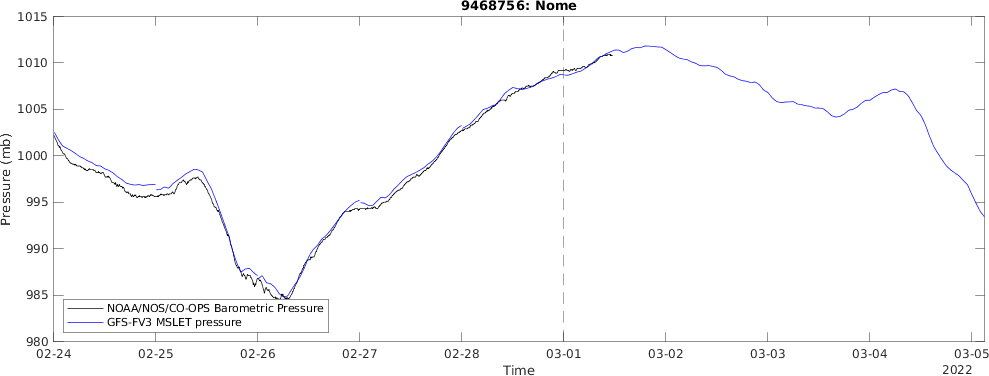 9468756: Nome
1015
1010
1005
1000
995
990
985
980
Pressure (mb)
NOAA/NOS/CO-OPS Barometric Pressure
GFS-FV3 MSLET pressure
02-24 02-25 02-26 02-27 02-28 03-01 03-02 03-03 03-04 03-05
Time
2022